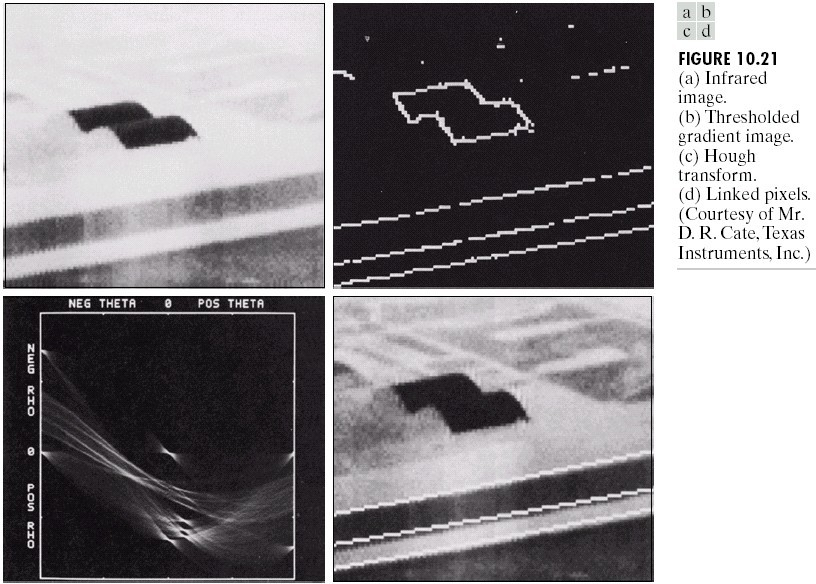 a b
c d
FIGURE 10.21
(a) Infrared
image.
(b) Thresholded
gradient image.
(c) Hough
transform.
(d) Linked pixels.
(Courtesy of Mr.
D. R. Cate, Texas
Instruments, Inc.)
NEG THETA 0 POS THETA
NEG RHO
0
POS RHO